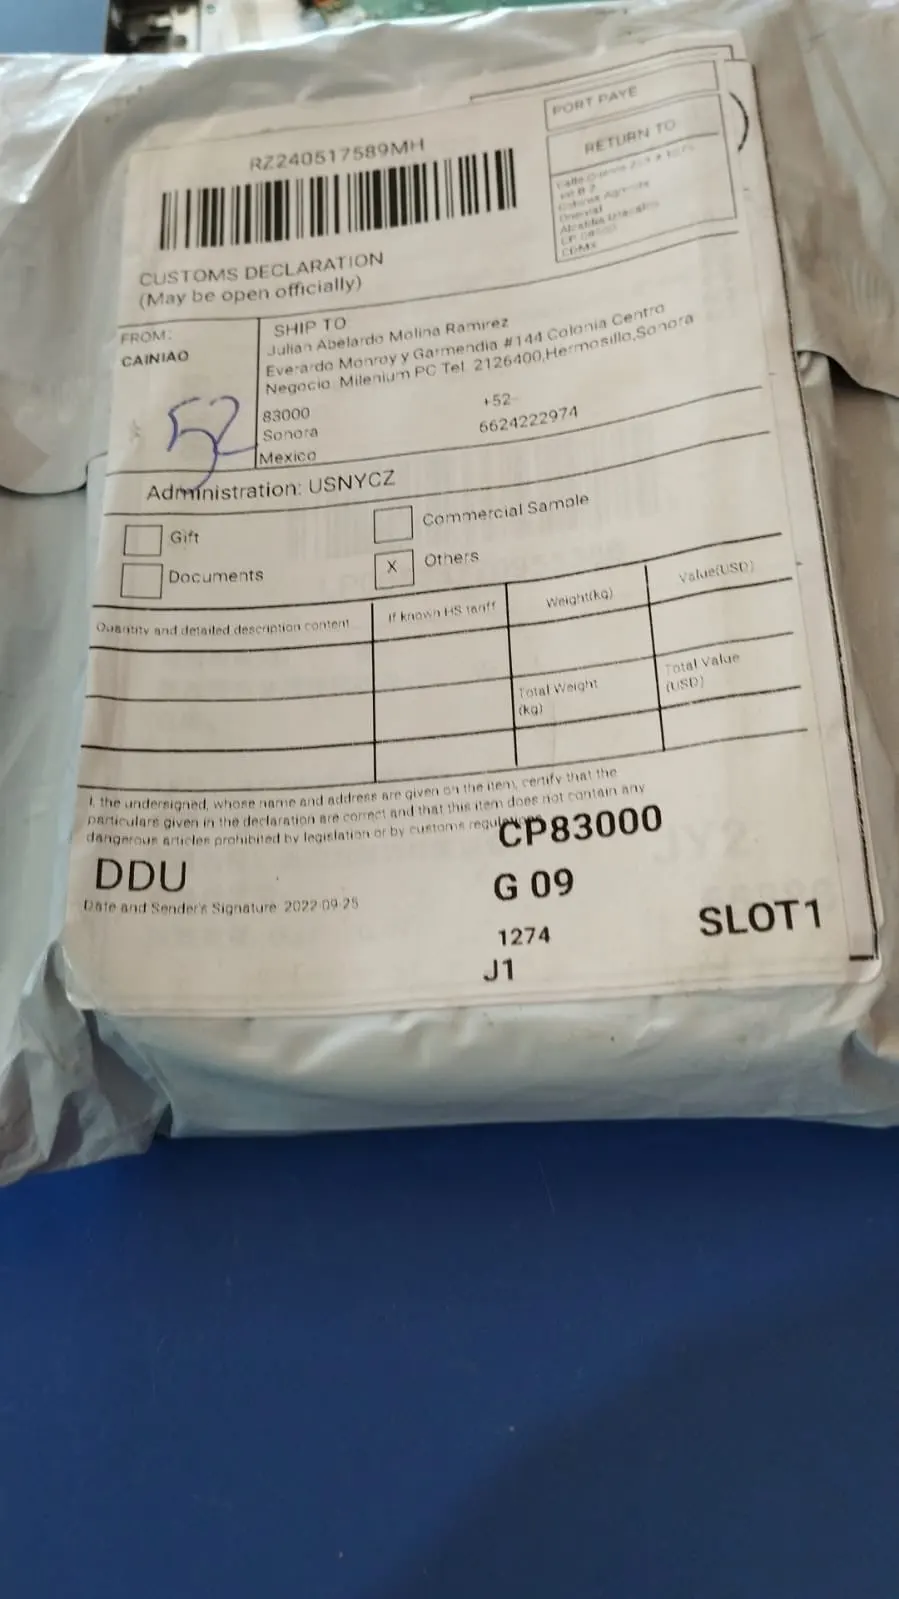 PORT PAYE
RETURN TO
CDMX
RZ240517589MH
CUSTOMS DECLARATION
(May be open officially)
FROM:
CAINIAO
52
SHIP TO
Julian Abelardo Molina Ramirez
Everardo Monroy y Garmendia #144 Colonia Centro
Negocio: Milenium PC Tel. 2126400,Hermosillo,Sonora
83000
+52-
Sonora
6624222974
Mexico
Administration: USNYCZ
Gift
Commercial Sample
Documents
X
Others
Quantity and detailed description content
If known HS tariff
Weight(kg)
Value(USD)
Total Weight
(kg)
Total Value
(USD)
I, the undersigned, whose name and address are given on the item, certify that the
particulars given in the declaration are correct and that this item does not contain any
dangerous articles prohibited by legislation or by customs regulations
CP83000
DDU
G 09
Date and Sender's Signature 2022-09-25
SLOT1
1274
J1